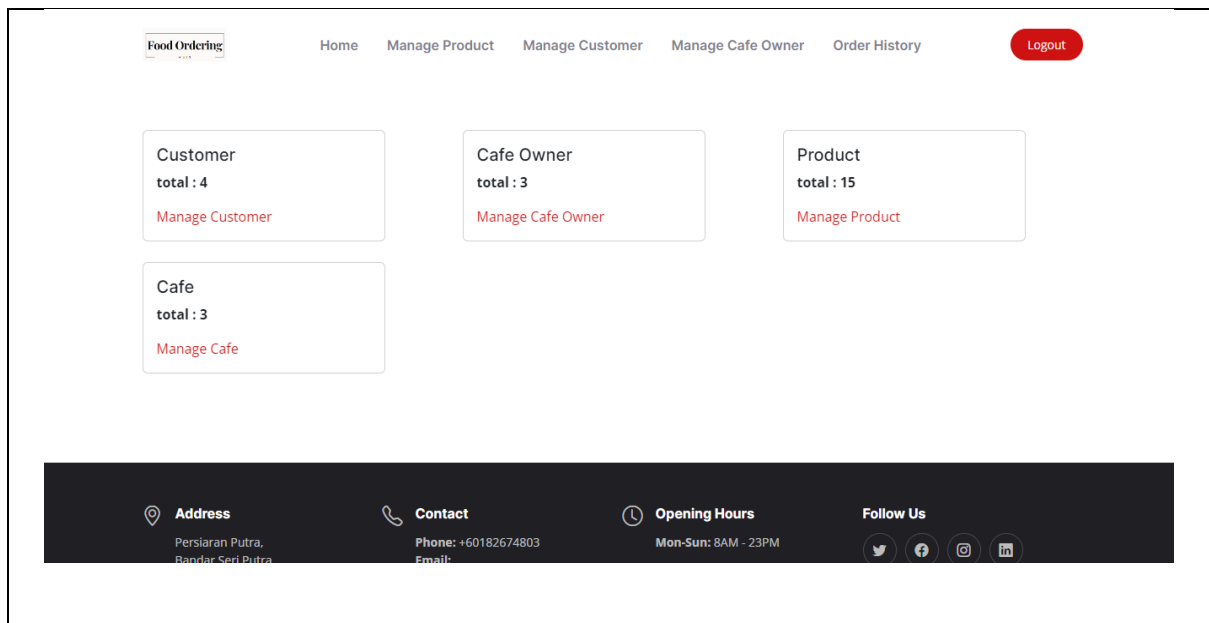 Food Ordering
Home Manage Product Manage Customer Manage Cafe Owner Order History Logout
Customer
total : 4
Manage Customer
Cafe Owner
total : 3
Manage Cafe Owner
Product
total : 15
Manage Product
Cafe
total : 3
Manage Cafe
Address
Persiaran Putra,
Bandar Seri Putra
Contact
Phone: +60182674803
Email:
Opening Hours
Mon-Sun: 8AM - 23PM
Follow Us